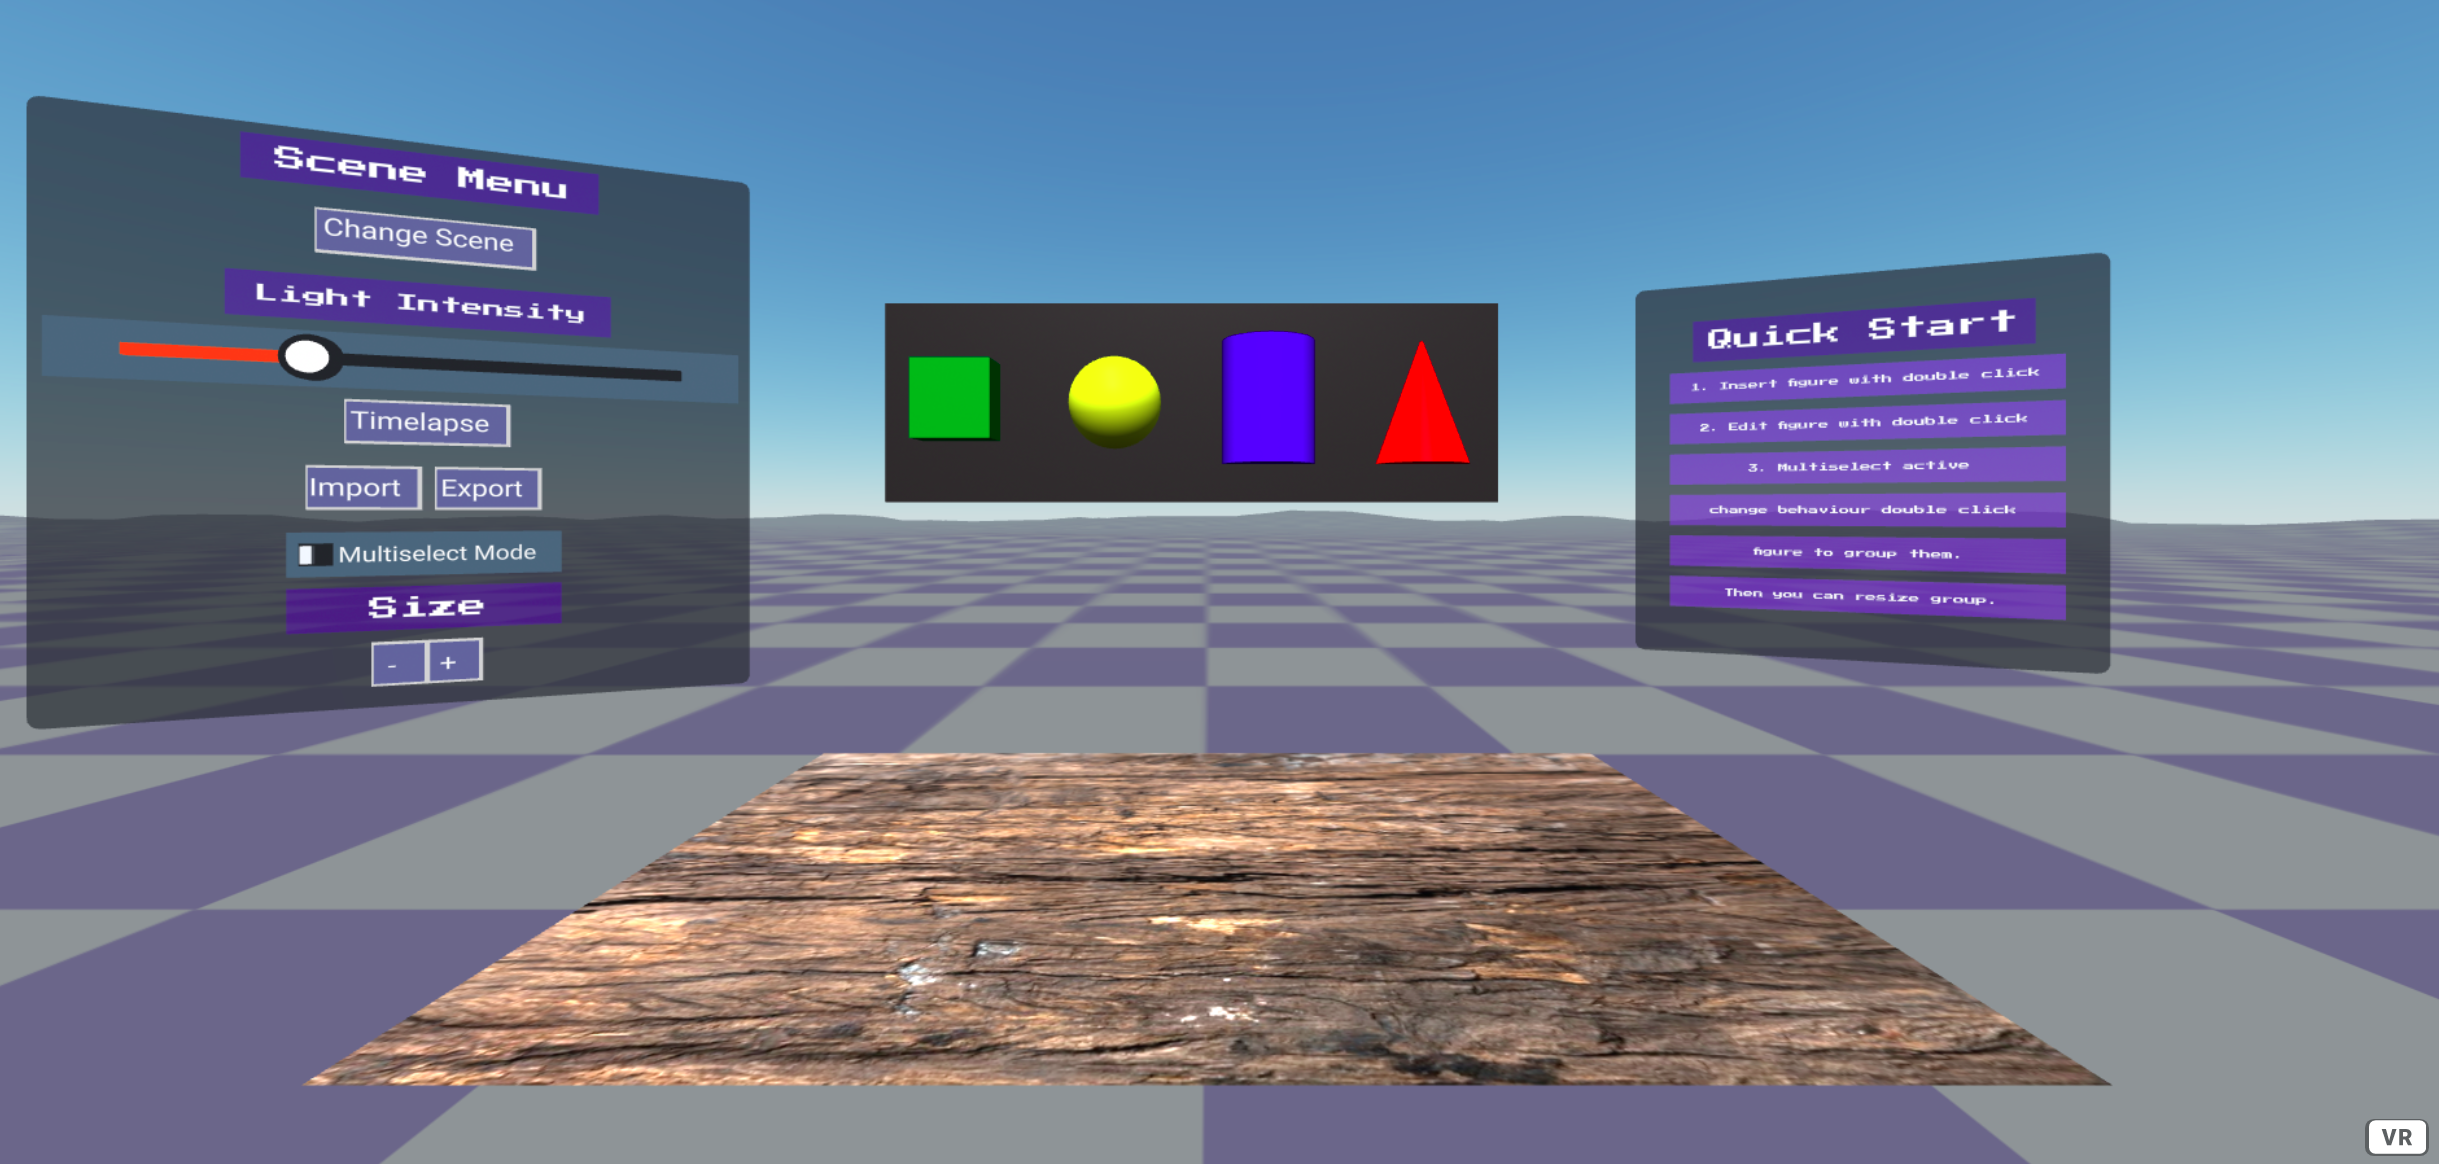 Scene Menu
Change Scene
Light Intensity
Timelapse
Import
Export
Multiselect Mode
Size
-
+
Quick Start
1. Insert figure with double click
2. Edit figure with double click
3. Multiselect active
change behaviour double click
figure to group them.
Then you can resize group.
VR